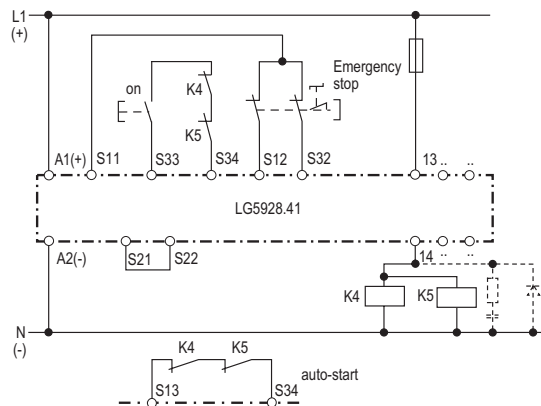 L1
(+)
Emergency
stop
on
K4
K5
A1(+) S11 S33 S34 S12 S32 13 .. ..
LG5928.41
A2(-) S21 S22 14 .. ..
K4 K5
N
(-)
K4 K5
auto-start
S13 S34